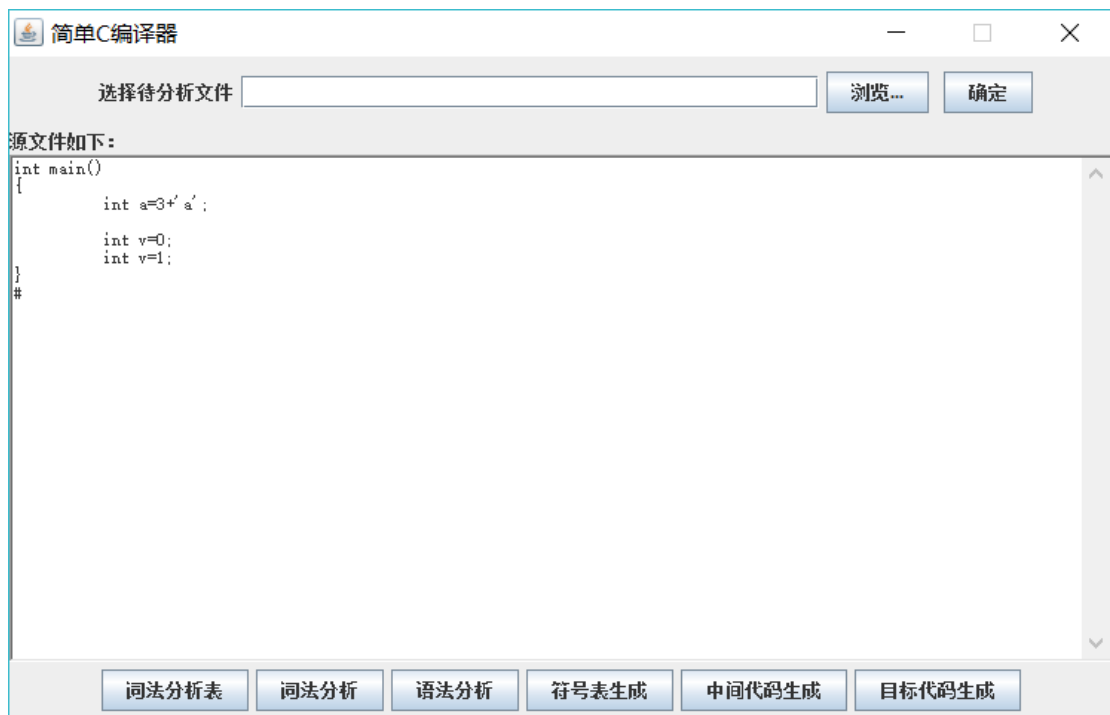 简单C编译器
选择待分析文件 浏览... 确定
源文件如下：
int main()
{
int a=3+'a';
int v=0;
int v=1;
}
#
词法分析表 词法分析 语法分析 符号表生成 中间代码生成 目标代码生成